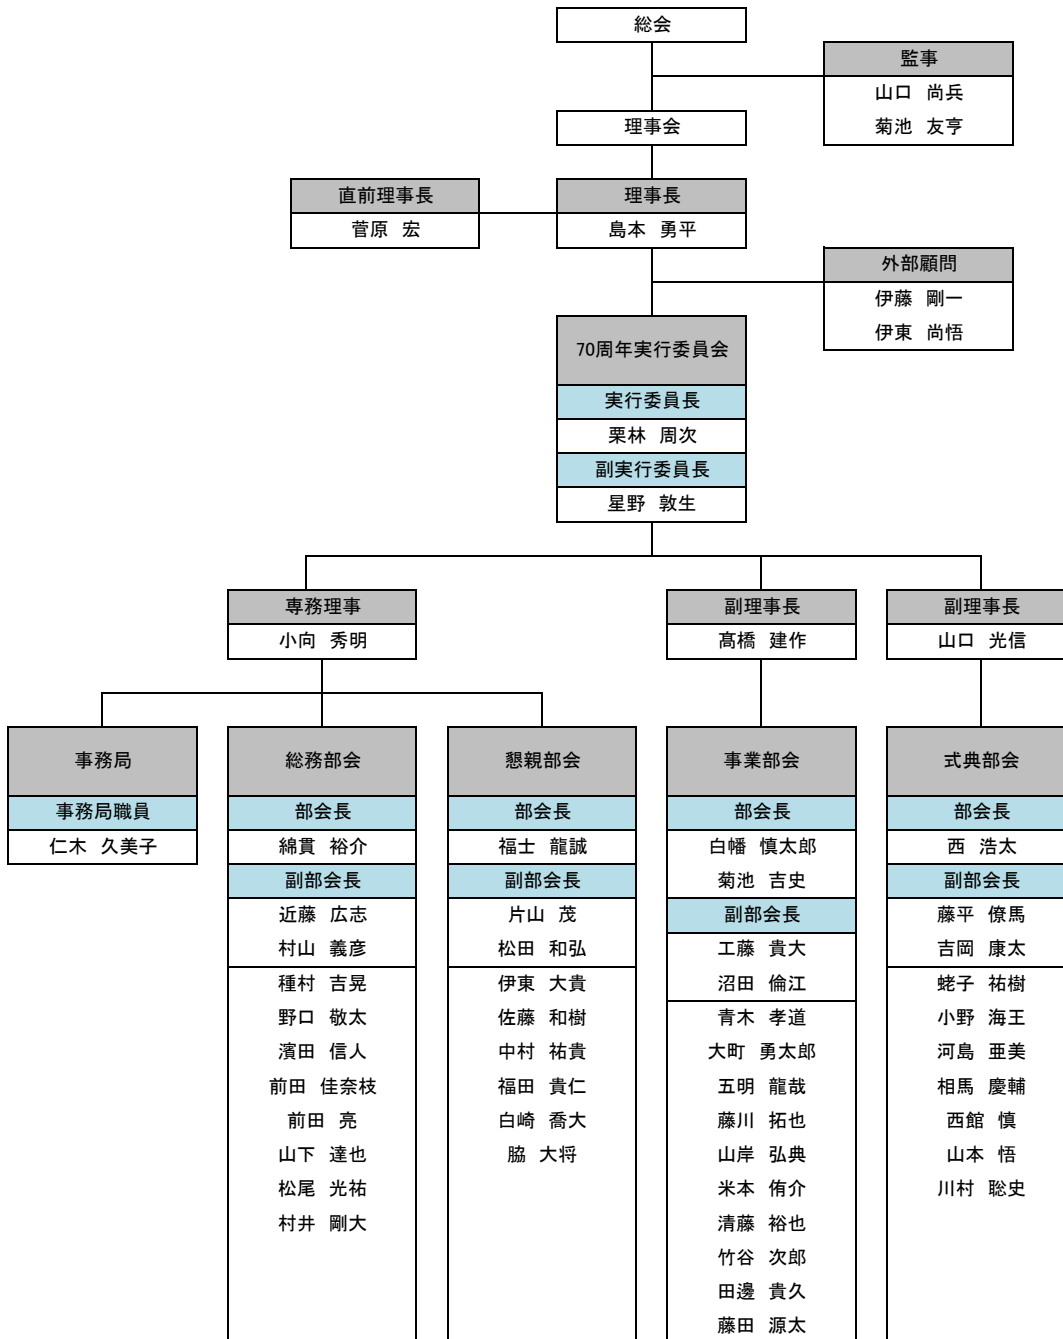 総会
監事
山口 尚兵
菊池 友亨
理事会
直前理事長
菅原 宏
理事長
島本 勇平
外部顧問
伊藤 剛一
伊東 尚悟
70周年実行委員会
実行委員長
栗林 周次
副実行委員長
星野 敦生
専務理事
小向 秀明
副理事長
髙橋 建作
副理事長
山口 光信
事務局
事務局職員
仁木 久美子
総務部会
部会長
綿貫 裕介
副部会長
近藤 広志
村山 義彦
種村 吉晃
野口 敬太
濱田 信人
前田 佳奈枝
前田 亮
山下 達也
松尾 光祐
村井 剛大
懇親部会
部会長
福士 龍誠
副部会長
片山 茂
松田 和弘
伊東 大貴
佐藤 和樹
中村 祐貴
福田 貴仁
白崎 喬大
脇 大将
事業部会
部会長
白幡 慎太郎
菊池 吉史
副部会長
工藤 貴大
沼田 倫江
青木 孝道
大町 勇太郎
五明 龍哉
藤川 拓也
山岸 弘典
米本 侑介
清藤 裕也
竹谷 次郎
田邊 貴久
藤田 源太
式典部会
部会長
西 浩太
副部会長
藤平 僚馬
吉岡 康太
蛯子 祐樹
小野 海王
河島 亜美
相馬 慶輔
西館 慎
山本 悟
川村 聡史